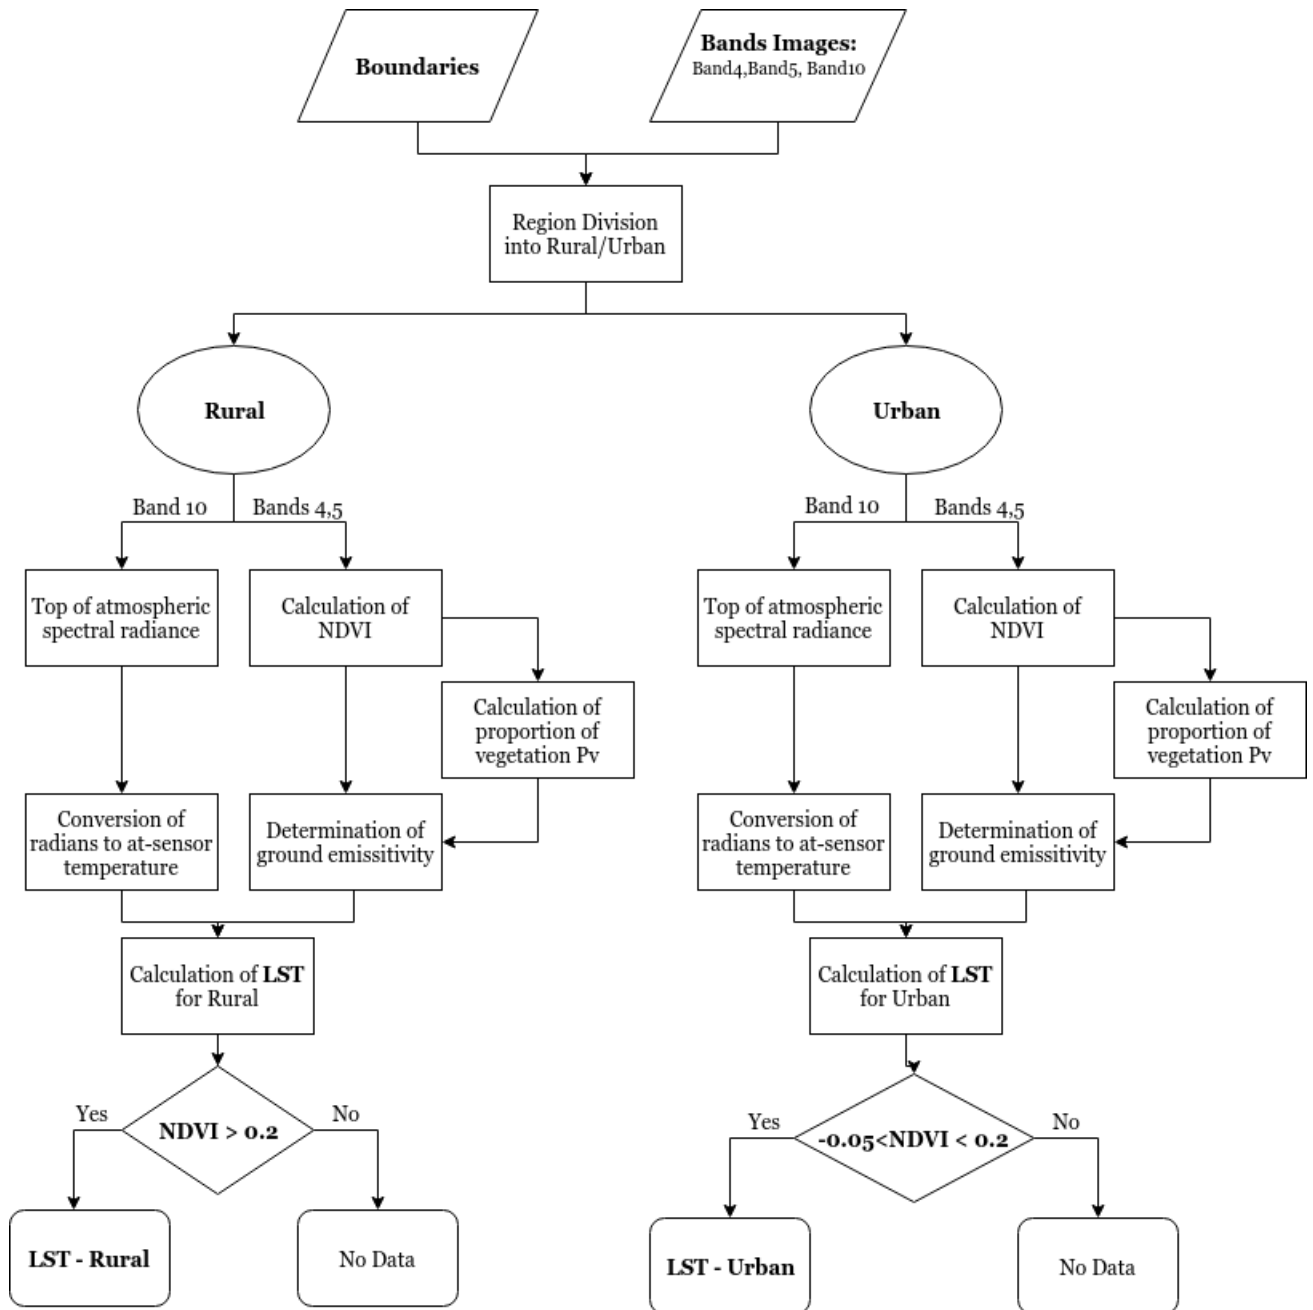 Boundaries
Bands Images:
Band4,Band5, Band10
Region Division
into Rural/Urban
Rural
Urban
Band 10
Bands 4,5
Band 10
Bands 4,5
Top of atmospheric
spectral radiance
Calculation of
NDVI
Top of atmospheric
spectral radiance
Calculation of
NDVI
Calculation of
proportion of
vegetation Pv
Calculation of
proportion of
vegetation Pv
Conversion of
radians to at-sensor
temperature
Determination of
ground emissitivity
Conversion of
radians to at-sensor
temperature
Determination of
ground emissitivity
Calculation of LST
for Rural
Calculation of LST
for Urban
Yes
NDVI > 0.2
No
Yes
-0.05<NDVI < 0.2
No
LST - Rural
No Data
LST - Urban
No Data